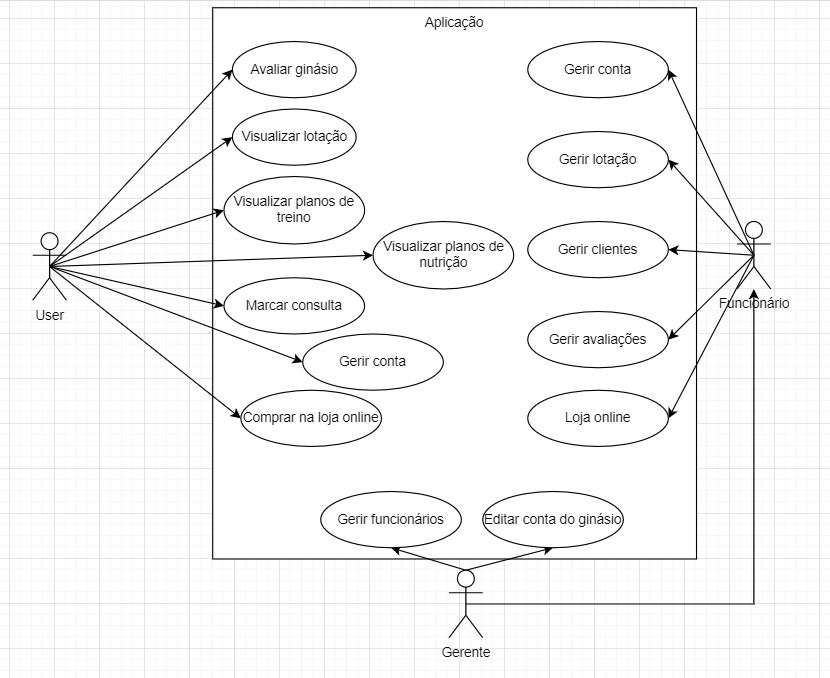 Aplicação
Avaliar ginásio
Gerir conta
Visualizar lotação
Gerir lotação
Visualizar planos de
treino
Visualizar planos de
nutrição
Gerir clientes
User
Funcionário
Marcar consulta
Gerir avaliações
Gerir conta
Comprar na loja online
Loja online
Gerir funcionários
Editar conta do ginásio
Gerente